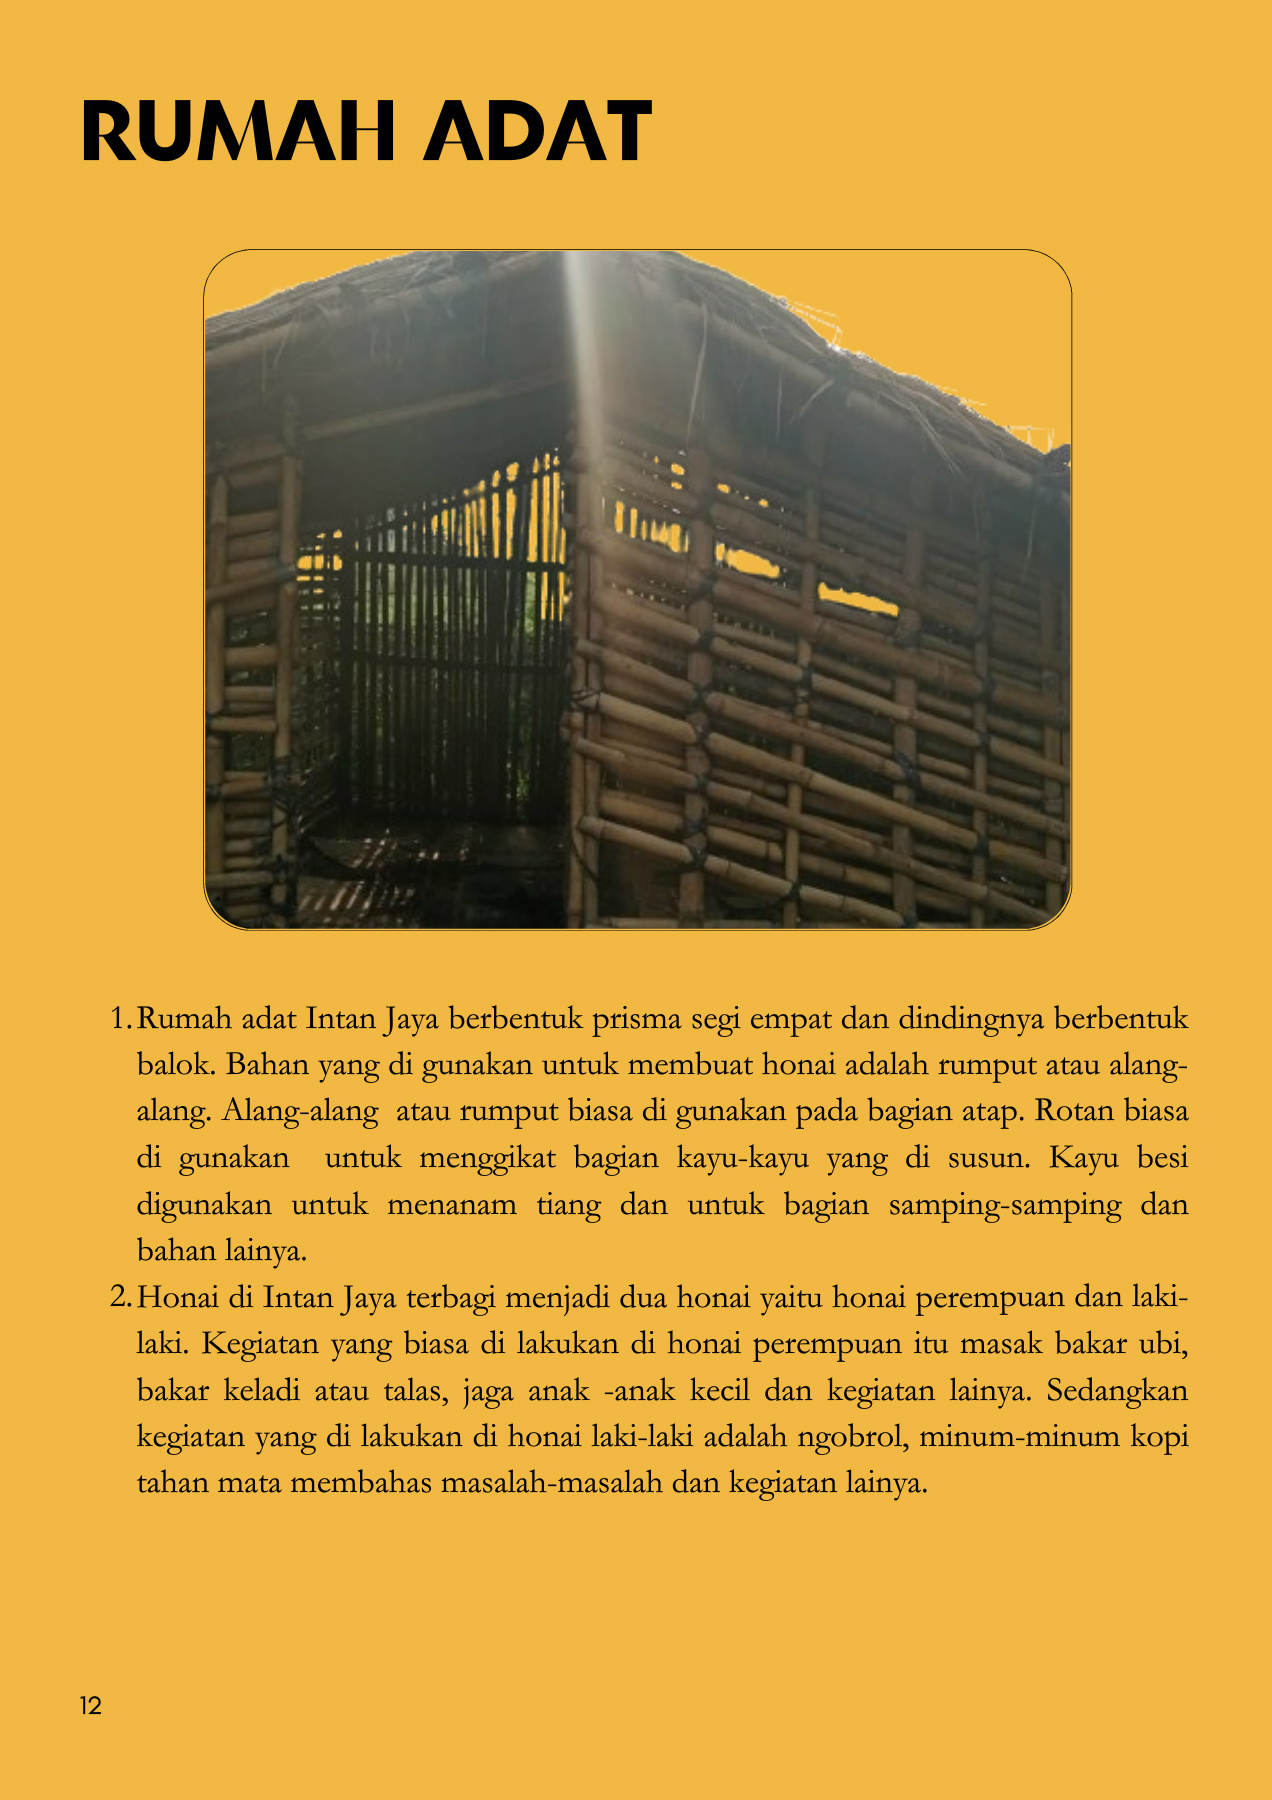 RUMAH ADAT
1. Rumah adat Intan Jaya berbentuk prisma segi empat dan dindingnya berbentuk
balok. Bahan yang di gunakan untuk membuat honai adalah rumput atau alang-
alang. Alang-alang  atau rumput biasa di gunakan pada bagian atap. Rotan biasa
di gunakan  untuk menggikat bagian kayu-kayu yang di susun. Kayu besi
digunakan untuk menanam tiang dan untuk bagian samping-samping dan
bahan lainya.
2. Honai di Intan Jaya terbagi menjadi dua honai yaitu honai perempuan dan laki-
laki. Kegiatan yang biasa di lakukan di honai perempuan itu masak bakar ubi,
bakar keladi atau talas, jaga anak -anak kecil dan kegiatan lainya. Sedangkan
kegiatan yang di lakukan di honai laki-laki adalah ngobrol, minum-minum kopi
tahan mata membahas masalah-masalah dan kegiatan lainya.
12